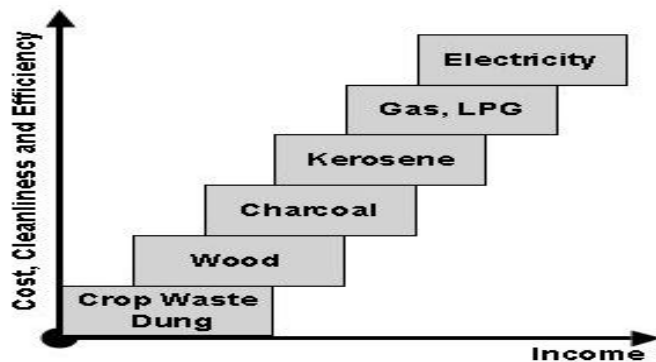 Cost, Cleanliness and Efficiency
Electricity
Gas, LPG
Kerosene
Charcoal
Wood
Crop Waste
Dung
Income